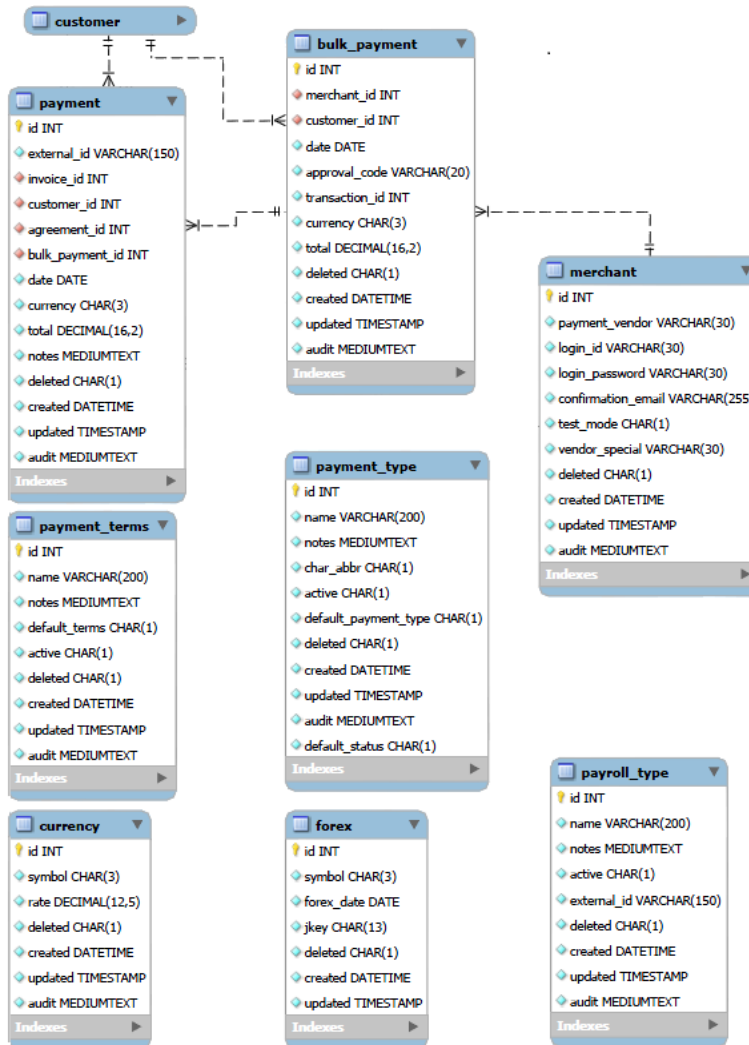 customer
payment
id INT
external_id VARCHAR(150)
invoice_id INT
customer_id INT
agreement_id INT
bulk_payment_id INT
date DATE
currency CHAR(3)
total DECIMAL(16,2)
notes MEDIUMTEXT
deleted CHAR(1)
created DATETIME
updated TIMESTAMP
audit MEDIUMTEXT
Indexes
bulk_payment
id INT
merchant_id INT
customer_id INT
date DATE
approval_code VARCHAR(20)
transaction_id INT
currency CHAR(3)
total DECIMAL(16,2)
deleted CHAR(1)
created DATETIME
updated TIMESTAMP
audit MEDIUMTEXT
Indexes
merchant
id INT
payment_vendor VARCHAR(30)
login_id VARCHAR(30)
login_password VARCHAR(30)
confirmation_email VARCHAR(255
test_mode CHAR(1)
vendor_special VARCHAR(30)
deleted CHAR(1)
created DATETIME
updated TIMESTAMP
audit MEDIUMTEXT
Indexes
payment_terms
id INT
name VARCHAR(200)
notes MEDIUMTEXT
default_terms CHAR(1)
active CHAR(1)
deleted CHAR(1)
created DATETIME
updated TIMESTAMP
audit MEDIUMTEXT
Indexes
payment_type
id INT
name VARCHAR(200)
notes MEDIUMTEXT
char_abbr CHAR(1)
active CHAR(1)
default_payment_type CHAR(1)
deleted CHAR(1)
created DATETIME
updated TIMESTAMP
audit MEDIUMTEXT
default_status CHAR(1)
Indexes
currency
id INT
symbol CHAR(3)
rate DECIMAL(12,5)
deleted CHAR(1)
created DATETIME
updated TIMESTAMP
audit MEDIUMTEXT
Indexes
forex
id INT
symbol CHAR(3)
forex_date DATE
jkey CHAR(13)
deleted CHAR(1)
created DATETIME
updated TIMESTAMP
Indexes
payroll_type
id INT
name VARCHAR(200)
notes MEDIUMTEXT
active CHAR(1)
external_id VARCHAR(150)
deleted CHAR(1)
created DATETIME
updated TIMESTAMP
audit MEDIUMTEXT
Indexes